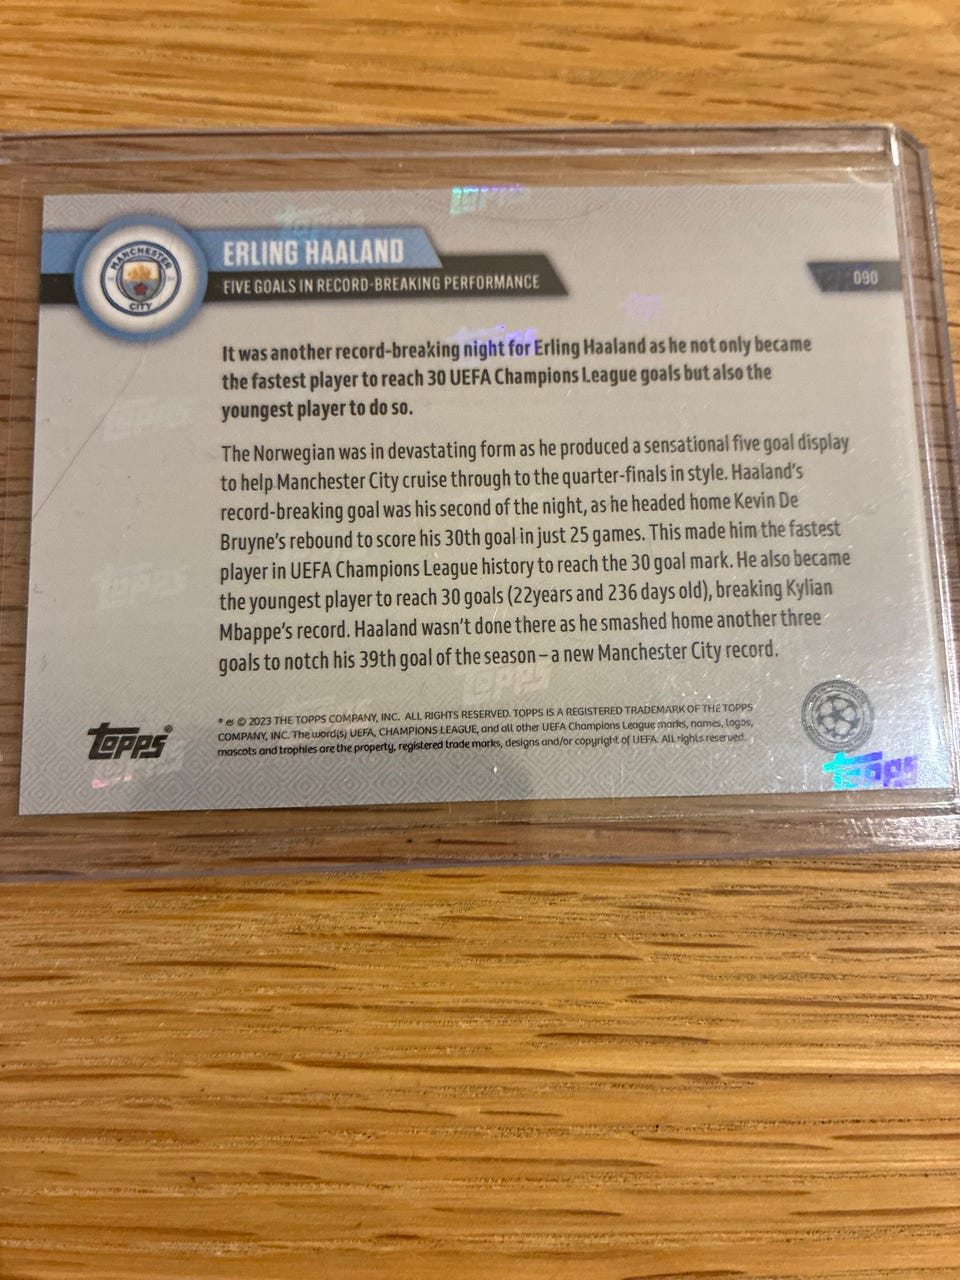 MANCHESTER
CITY
ERLING HAALAND
FIVE GOALS IN RECORD-BREAKING PERFORMANCE
090
It was another record-breaking night for Erling Haaland as he not only became
the fastest player to reach 30 UEFA Champions League goals but also the
youngest player to do so.
The Norwegian was in devastating form as he produced a sensational five goal display
to help Manchester City cruise through to the quarter-finals in style. Haaland's
record-breaking goal was his second of the night, as he headed home Kevin De
Bruyne's rebound to score his 30th goal in just 25 games. This made him the fastest
player in UEFA Champions League history to reach the 30 goal mark. He also became
the youngest player to reach 30 goals (22years and 236 days old), breaking Kylian
Mbappe's record. Haaland wasn't done there as he smashed home another three
goals to notch his 39th goal of the season – a new Manchester City record.
Topps®
© 2023 THE TOPPS COMPANY, INC. ALL RIGHTS RESERVED. TOPPS IS A REGISTERED TRADEMARK OF THE TOPPS
COMPANY, INC. The word(s) UEFA, CHAMPIONS LEAGUE, and all other UEFA Champions League marks, names, logos,
mascots and trophies are the property, registered trade marks, designs and/or copyright of UEFA. All rights reserved.
Topps